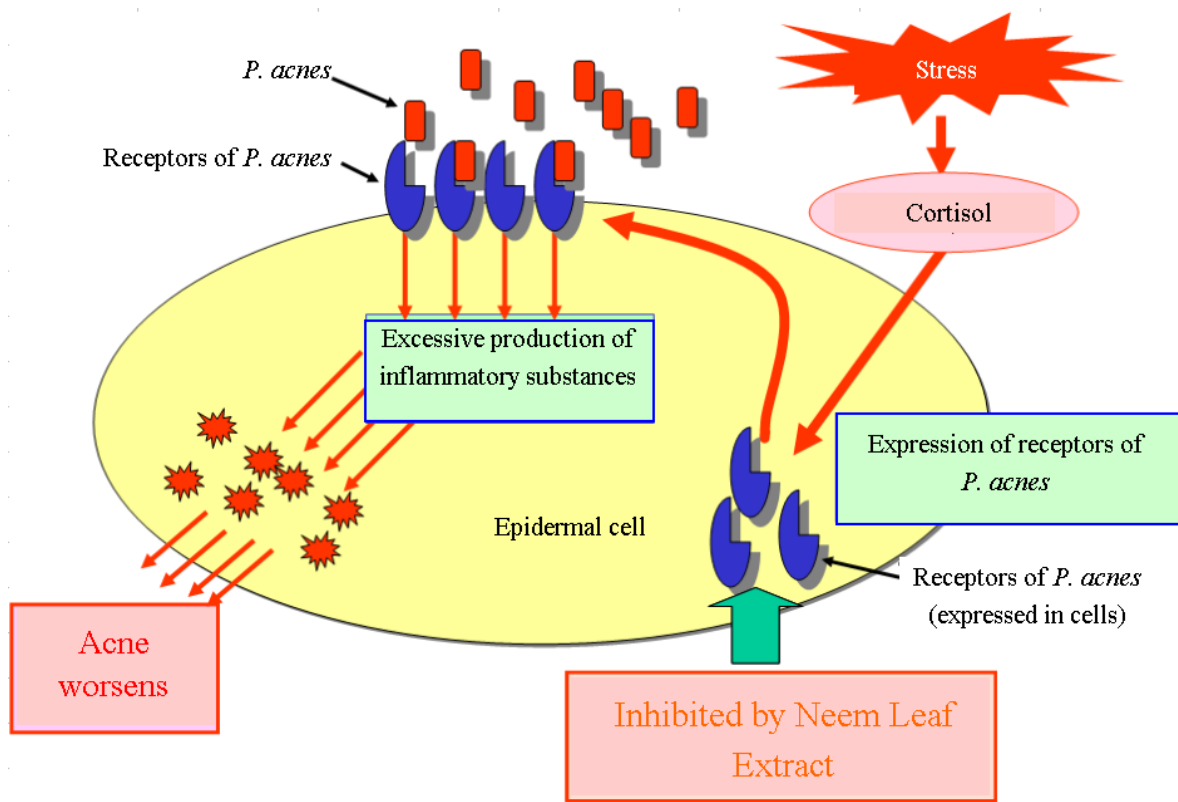 P. acnes
Stress
Receptors of P. acnes
Cortisol
Excessive production of
inflammatory substances
Expression of receptors of
P. acnes
Epidermal cell
Receptors of P. acnes
(expressed in cells)
Acne
worsens
Inhibited by Neem Leaf
Extract